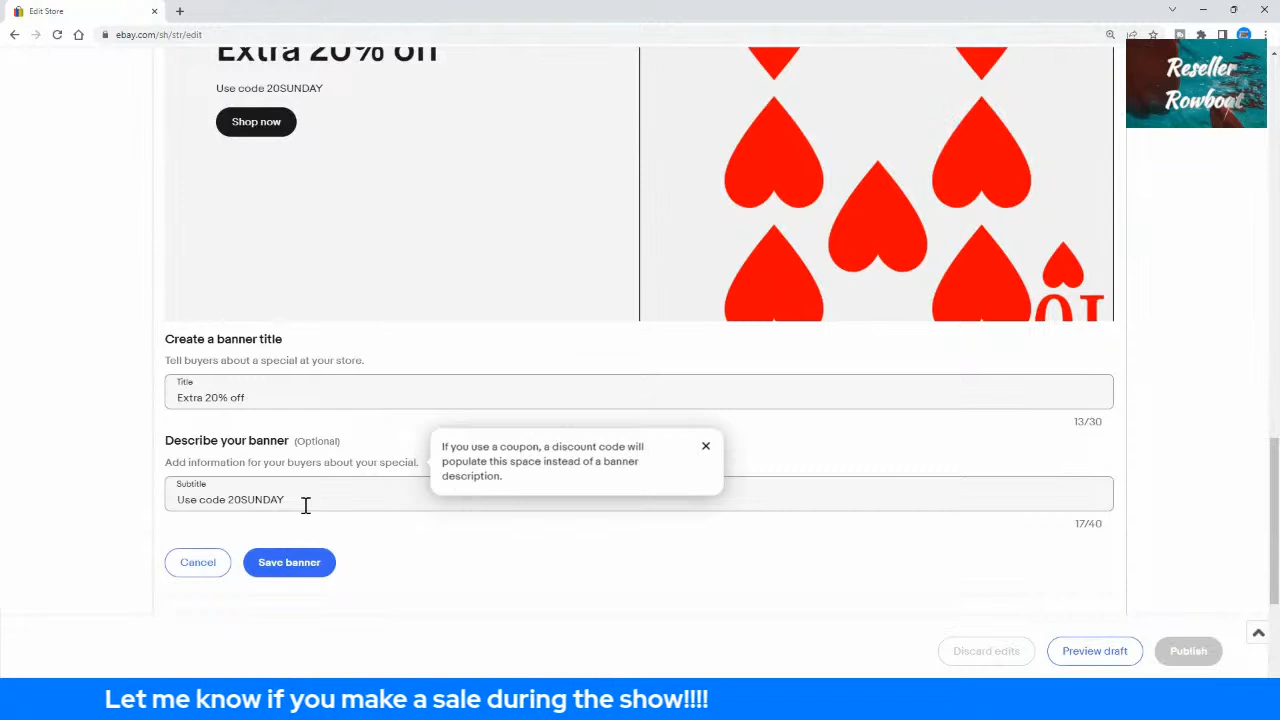 Edit Store
ebay.com/sh/str/edit
Extra 20% off
Use code 20SUNDAY
Shop now
Reseller
Rowboat
10
Create a banner title
Tell buyers about a special at your store.
Title
Extra 20% off
13/30
Describe your banner (Optional)
Add information for your buyers about your special.
If you use a coupon, a discount code will
populate this space instead of a banner
description.
Subtitle
Use code 20SUNDAY
17/40
Cancel
Save banner
Discard edits
Preview draft
Publish
Let me know if you make a sale during the show!!!!